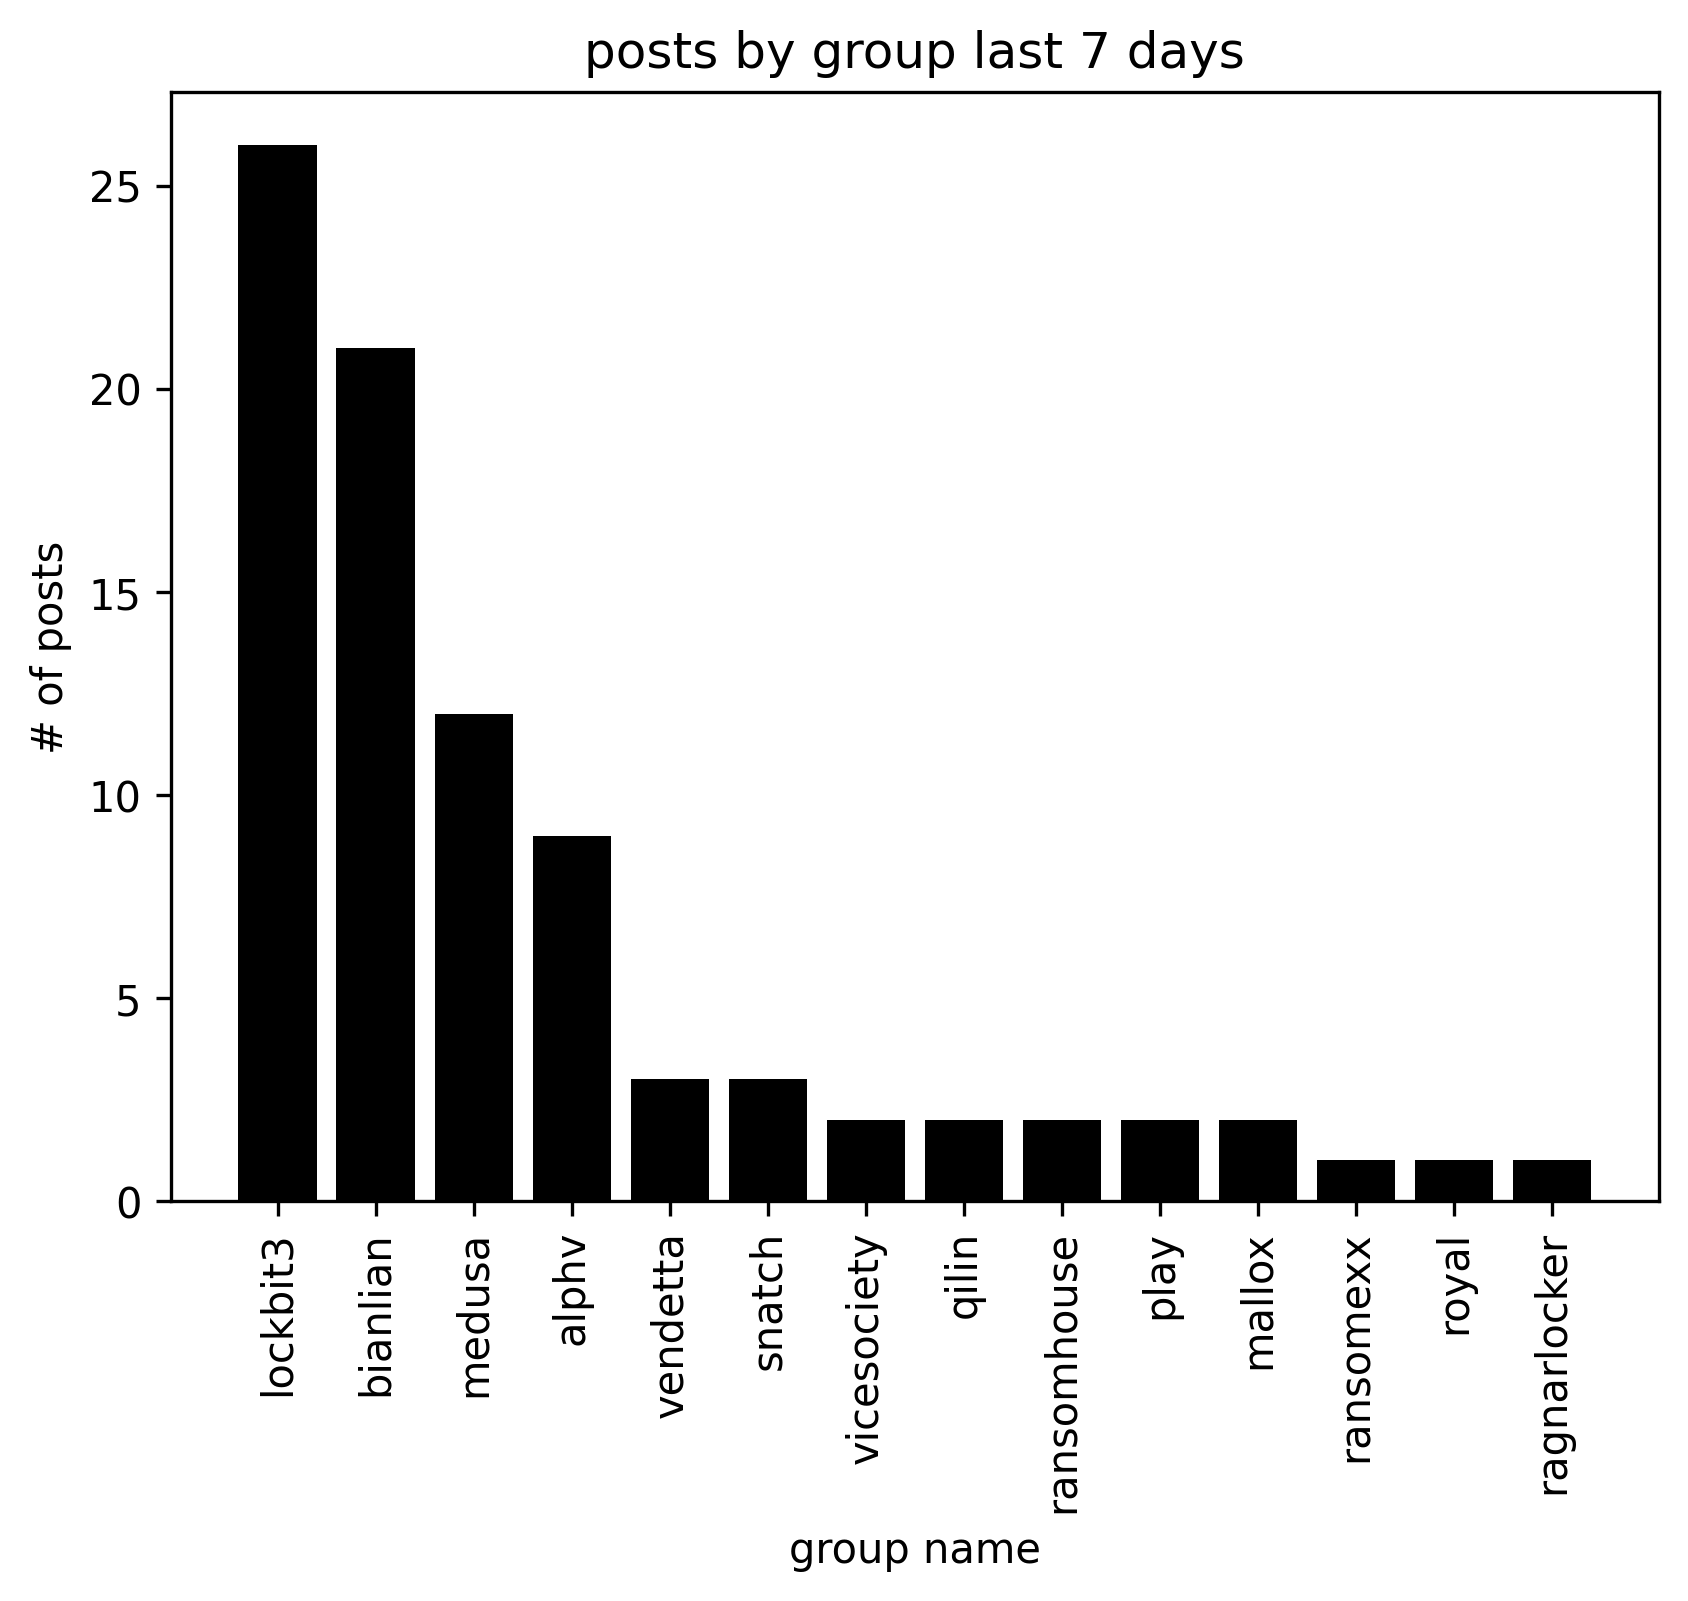 posts by group last 7 days
# of posts
25
20
15
10
5
0
lockbit3
bianlian
medusa
alphv
vendetta
snatch
vicesociety
qilin
ransomhouse
play
mallox
ransomexx
royal
ragnarlocker
group name